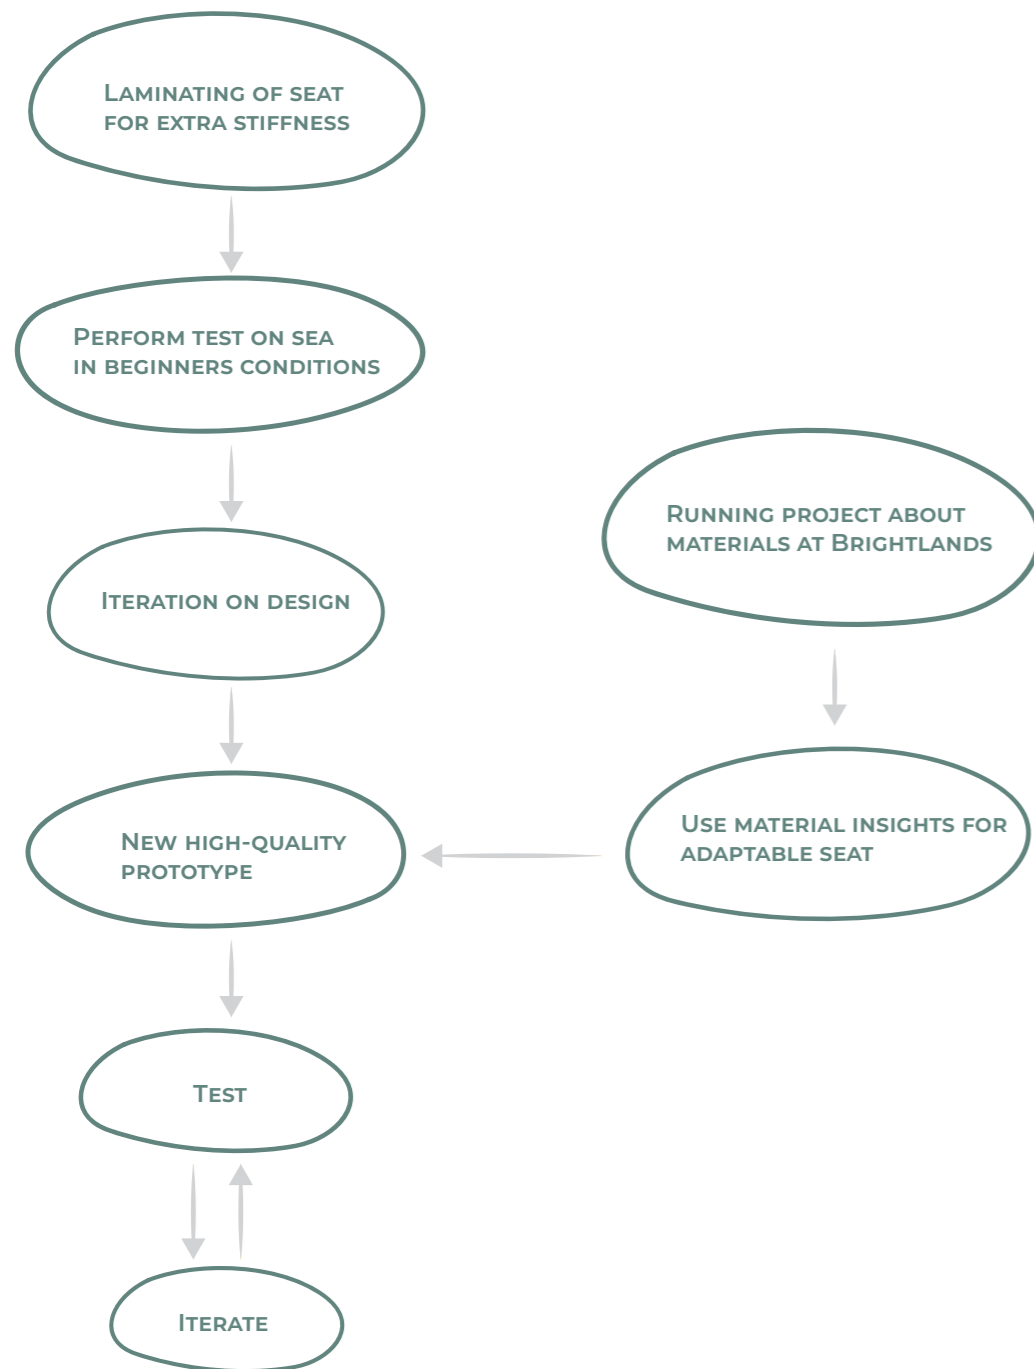 Laminating of seat
for extra stiffness
Perform test on sea
in beginners conditions
Iteration on design
Running project about
materials at Brightlands
New high-quality
prototype
Use material insights for
adaptable seat
Test
Iterate